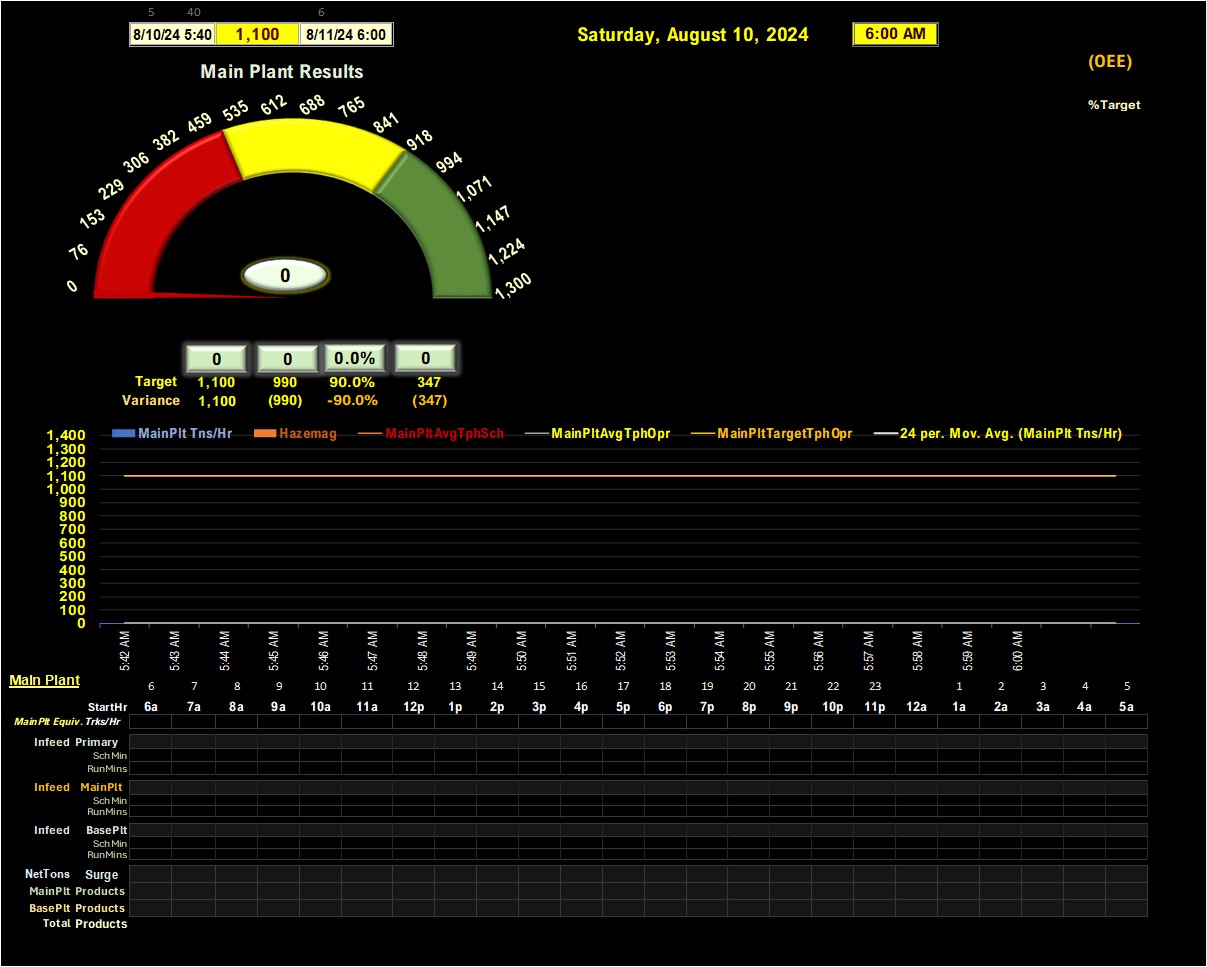 5 40 6
8/10/24 5:40 1,100 8/11/24 6:00 Saturday, August 10, 2024 6:00 AM
(OEE)
Main Plant Results
%Target
0 76 153 229 306 382 459 535 612 688 765 841 918 994 1,071 1,147 1,224 1,300
0
0 0 0.0% 0
Target 1,100 990 90.0% 347
Variance 1,100 (990) -90.0% (347)
MainPlt Tns/Hr Hazemag MainPltAvgTphSch MainPltAvgTphOpr MainPltTargetTphOpr 24 per. Mov. Avg. (MainPlt Tns/Hr)
1,400
1,300
1,200
1,100
1,000
900
800
700
600
500
400
300
200
100
0
5:42 AM 5:43 AM 5:44 AM 5:45 AM 5:46 AM 5:47 AM 5:48 AM 5:49 AM 5:50 AM 5:51 AM 5:52 AM 5:53 AM 5:54 AM 5:55 AM 5:56 AM 5:57 AM 5:58 AM 5:59 AM 6:00 AM
Main Plant
6 7 8 9 10 11 12 13 14 15 16 17 18 19 20 21 22 23 1 2 3 4 5
StartHr 6a 7a 8a 9a 10a 11a 12p 1p 2p 3p 4p 5p 6p 7p 8p 9p 10p 11p 12a 1a 2a 3a 4a 5a
MainPlt Equiv. Trks/Hr
Infeed Primary
SchMin
RunMins
Infeed MainPlt
SchMin
RunMins
Infeed BasePlt
SchMin
RunMins
NetTons Surge
MainPlt Products
BasePlt Products
Total Products